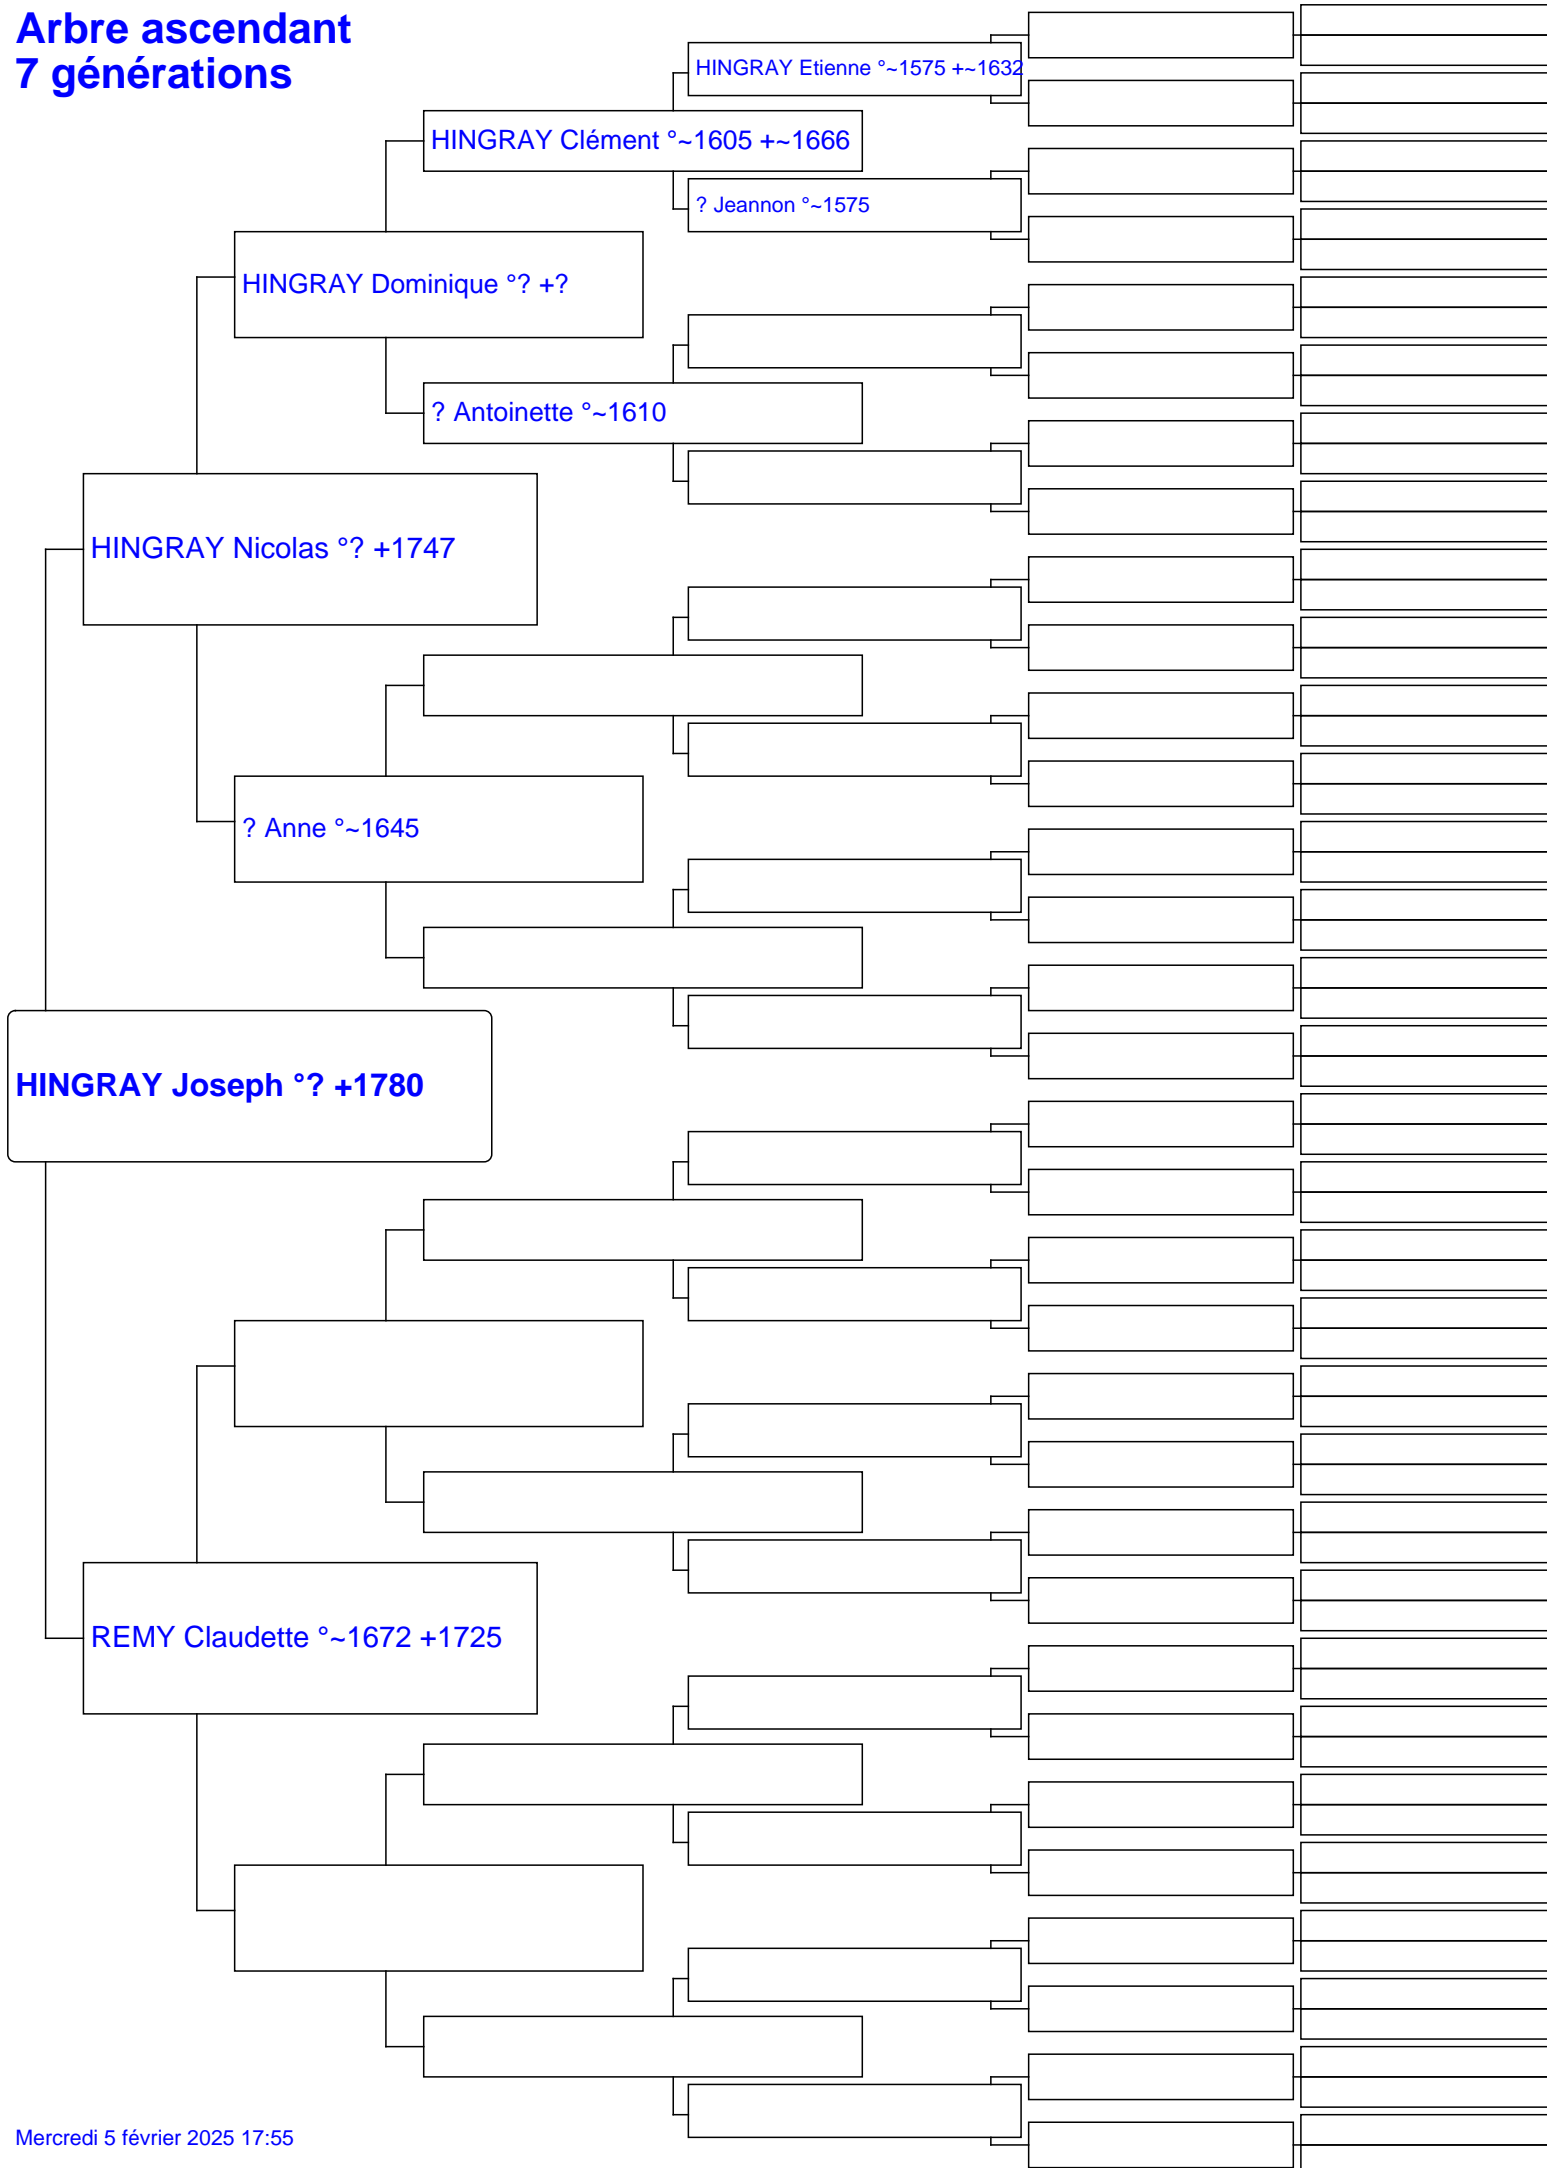 Arbre ascendant
7 générations
HINGRAY Etienne °~1575 +~1632
HINGRAY Clément °~1605 +~1666
? Jeannon °~1575
HINGRAY Dominique °? +?
? Antoinette °~1610
HINGRAY Nicolas °? +1747
? Anne °~1645
HINGRAY Joseph °? +1780
REMY Claudette °~1672 +1725
Mercredi 5 février 2025 17:55